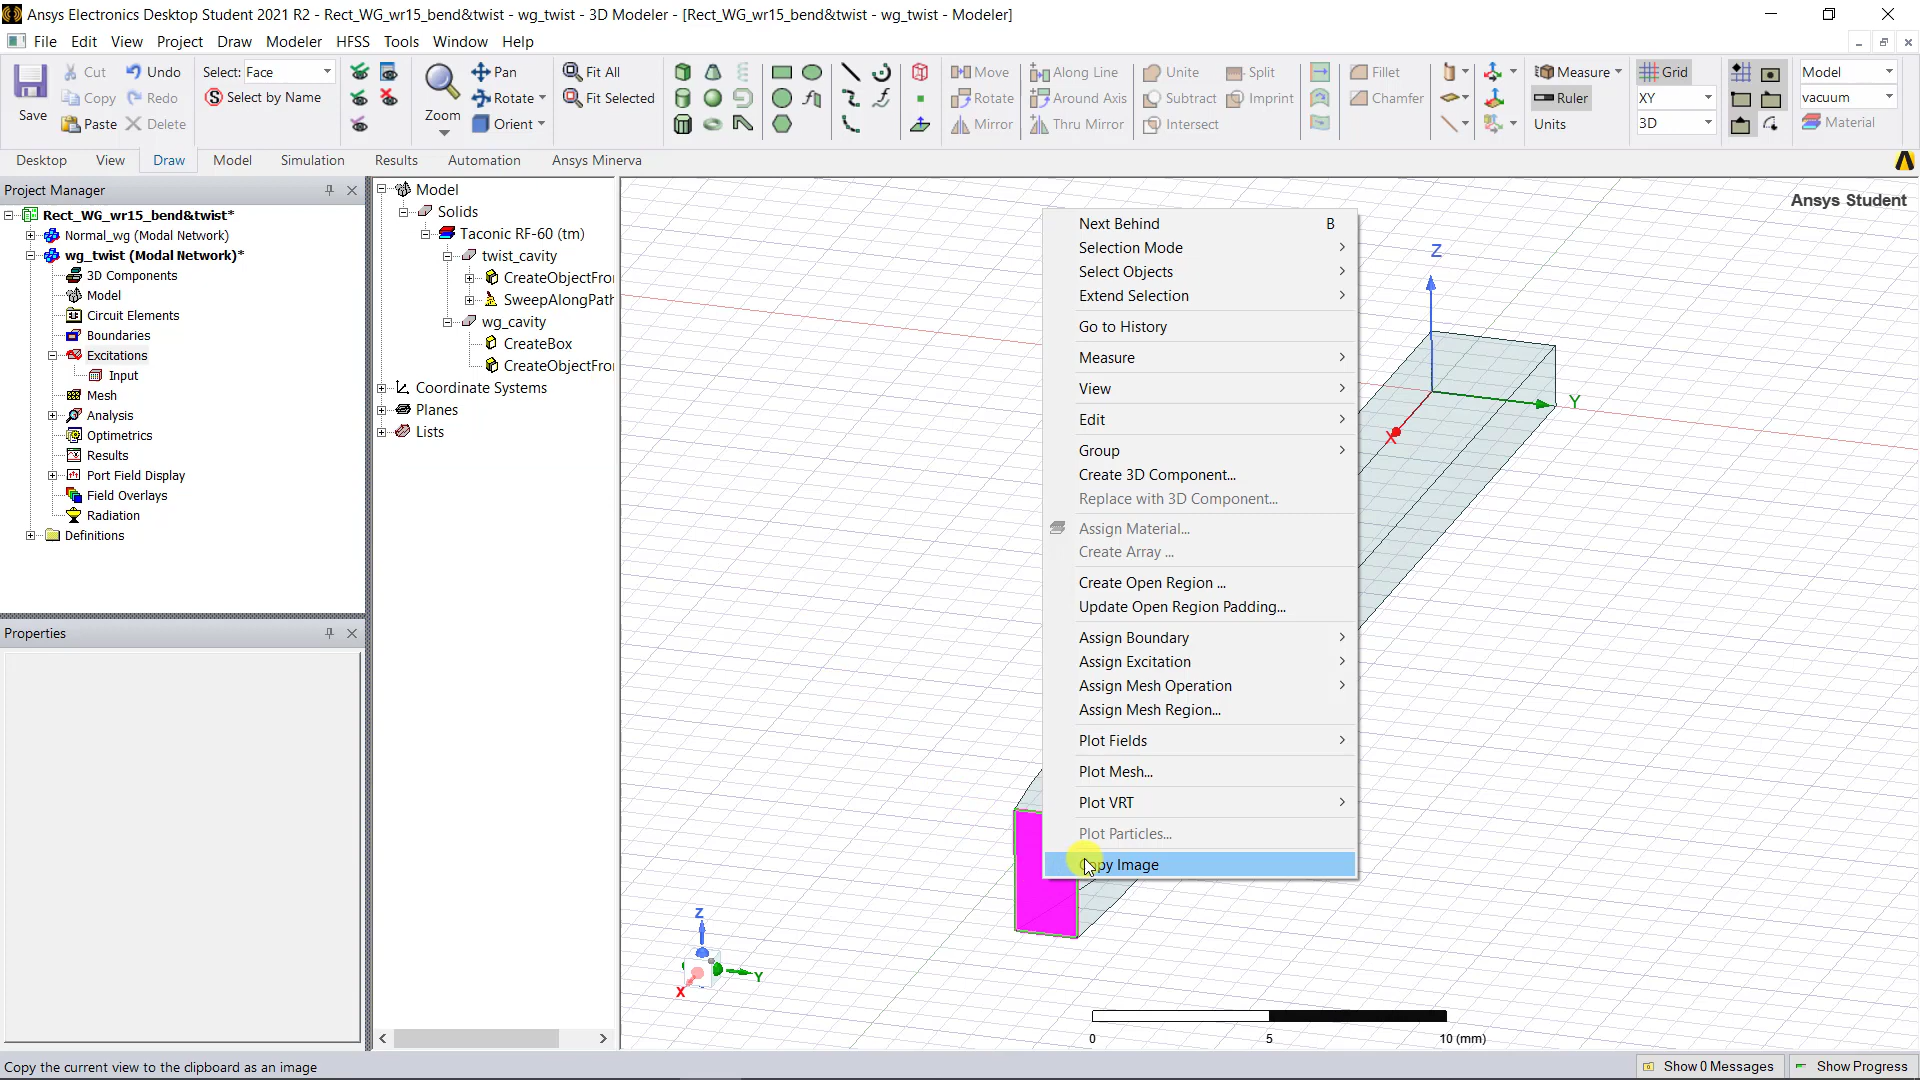 Ansys Electronics Desktop Student 2021 R2 - Rect_WG_wr15_bend&twist - wg_twist - 3D Modeler - [Rect_WG_wr15_bend&twist - wg_twist - Modeler]
File Edit View Project Draw Modeler HFSS Tools Window Help
Save
Cut Undo
Copy Redo
Paste Delete
Select: Face
Select by Name
Zoom
Pan
Rotate
Orient
Fit All
Fit Selected
Move Along Line Unite Split Fillet
Rotate Around Axis Subtract Imprint Chamfer
Mirror Thru Mirror Intersect
Measure Grid
Ruler XY
Units 3D
Model
vacuum
Material
Desktop View Draw Model Simulation Results Automation Ansys Minerva
Project Manager
Rect_WG_wr15_bend&twist*
Normal_wg (Modal Network)
wg_twist (Modal Network)*
3D Components
Model
Circuit Elements
Boundaries
Excitations
Input
Mesh
Analysis
Optimetrics
Results
Port Field Display
Field Overlays
Radiation
Definitions
Properties
Model
Solids
Taconic RF-60 (tm)
twist_cavity
CreateObjectFro
SweepAlongPath
wg_cavity
CreateBox
CreateObjectFro
Coordinate Systems
Planes
Lists
Ansys Student
Next Behind B
Selection Mode
Select Objects
Extend Selection
Go to History
Measure
View
Edit
Group
Create 3D Component...
Replace with 3D Component...
Assign Material...
Create Array ...
Create Open Region ...
Update Open Region Padding...
Assign Boundary
Assign Excitation
Assign Mesh Operation
Assign Mesh Region...
Plot Fields
Plot Mesh...
Plot VRT
Plot Particles...
Copy Image
Z
Y
X
Z
Y
X
0 5 10 (mm)
Copy the current view to the clipboard as an image
Show 0 Messages Show Progress